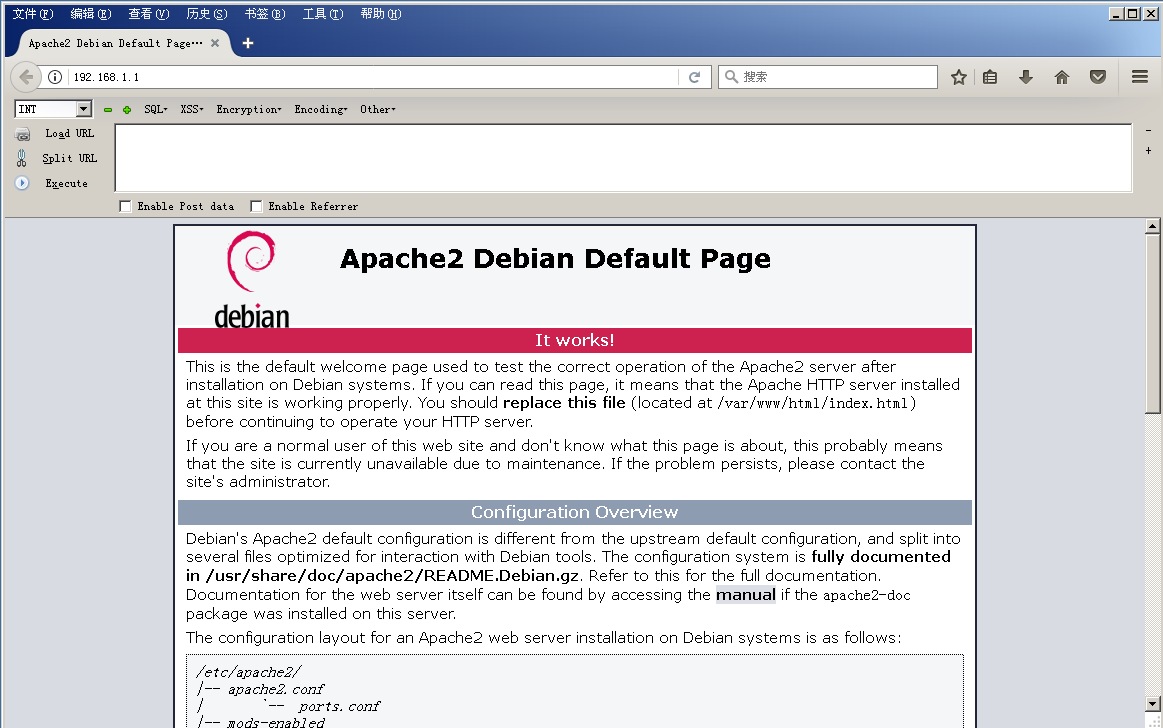 文件(F) 编辑(E) 查看(V) 历史(S) 书签(B) 工具(T) 帮助(H)
Apache2 Debian Default Page…
192.168.1.1 搜索
INT SQL XSS Encryption Encoding Other
Load URL
Split URL
Execute
Enable Post data Enable Referrer
debian
Apache2 Debian Default Page
It works!
This is the default welcome page used to test the correct operation of the Apache2 server after
installation on Debian systems. If you can read this page, it means that the Apache HTTP server installed
at this site is working properly. You should replace this file (located at /var/www/html/index.html)
before continuing to operate your HTTP server.
If you are a normal user of this web site and don't know what this page is about, this probably means
that the site is currently unavailable due to maintenance. If the problem persists, please contact the
site's administrator.
Configuration Overview
Debian's Apache2 default configuration is different from the upstream default configuration, and split into
several files optimized for interaction with Debian tools. The configuration system is fully documented
in /usr/share/doc/apache2/README.Debian.gz. Refer to this for the full documentation.
Documentation for the web server itself can be found by accessing the manual if the apache2-doc
package was installed on this server.
The configuration layout for an Apache2 web server installation on Debian systems is as follows:
/etc/apache2/
|-- apache2.conf
| `-- ports.conf
|-- mods-enabled